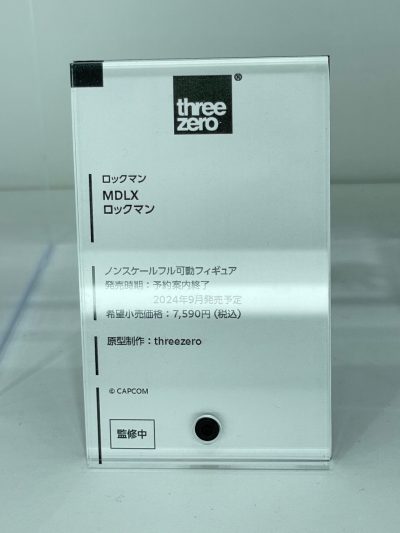 three
zero®
ロックマン
MDLX
ロックマン
ノンスケールフル可動フィギュア
発売時期：予約案内終了
2024年9月発売予定
希望小売価格：7,590円 (税込)
原型制作：threezero
© CAPCOM
監修中